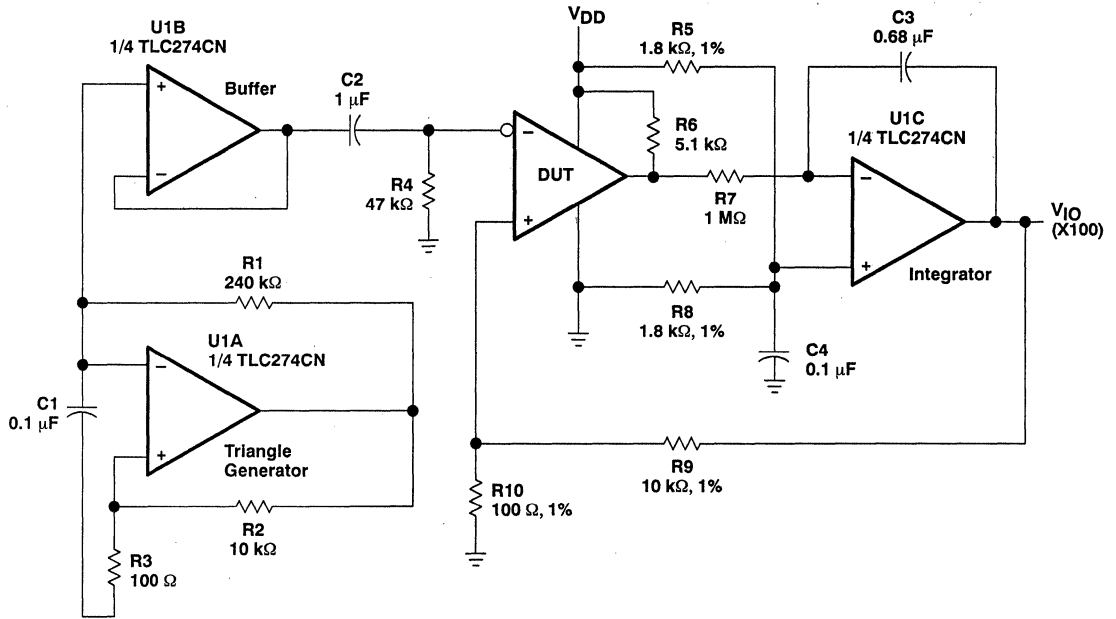 U1B
1/4 TLC274CN
Buffer
+
−
C2
1 μF
R4
47 kΩ
VDD
R5
1.8 kΩ, 1%
R6
5.1 kΩ
DUT
−
+
R7
1 MΩ
C3
0.68 μF
U1C
1/4 TLC274CN
−
+
Integrator
VIO
(X100)
R8
1.8 kΩ, 1%
C4
0.1 μF
R1
240 kΩ
U1A
1/4 TLC274CN
−
+
Triangle
Generator
C1
0.1 μF
R2
10 kΩ
R3
100 Ω
R9
10 kΩ, 1%
R10
100 Ω, 1%